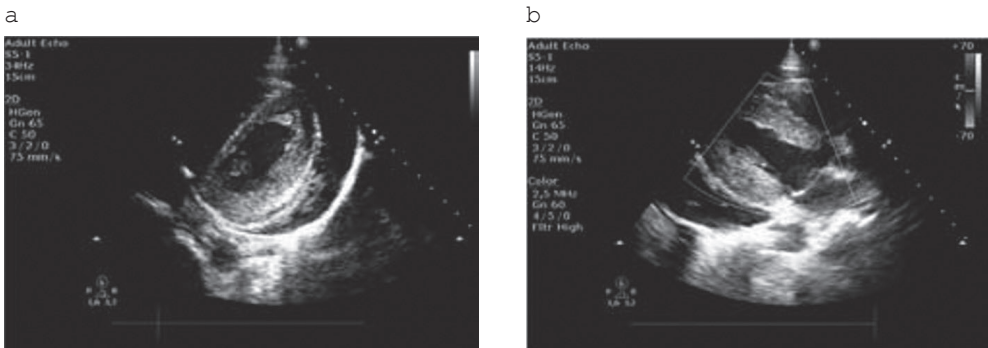 a
Adult Echo
S5-1
34Hz
15cm
2D
HGen
Gn 65
C 50
3/2/0
75 mm/s
b
Adult Echo
S5-1
14Hz
15cm
2D
HGen
Gn 65
C 50
3/2/0
75 mm/s
Color
2,5 MHz
Gn 60
4/5/0
Fltr High
+70
-70